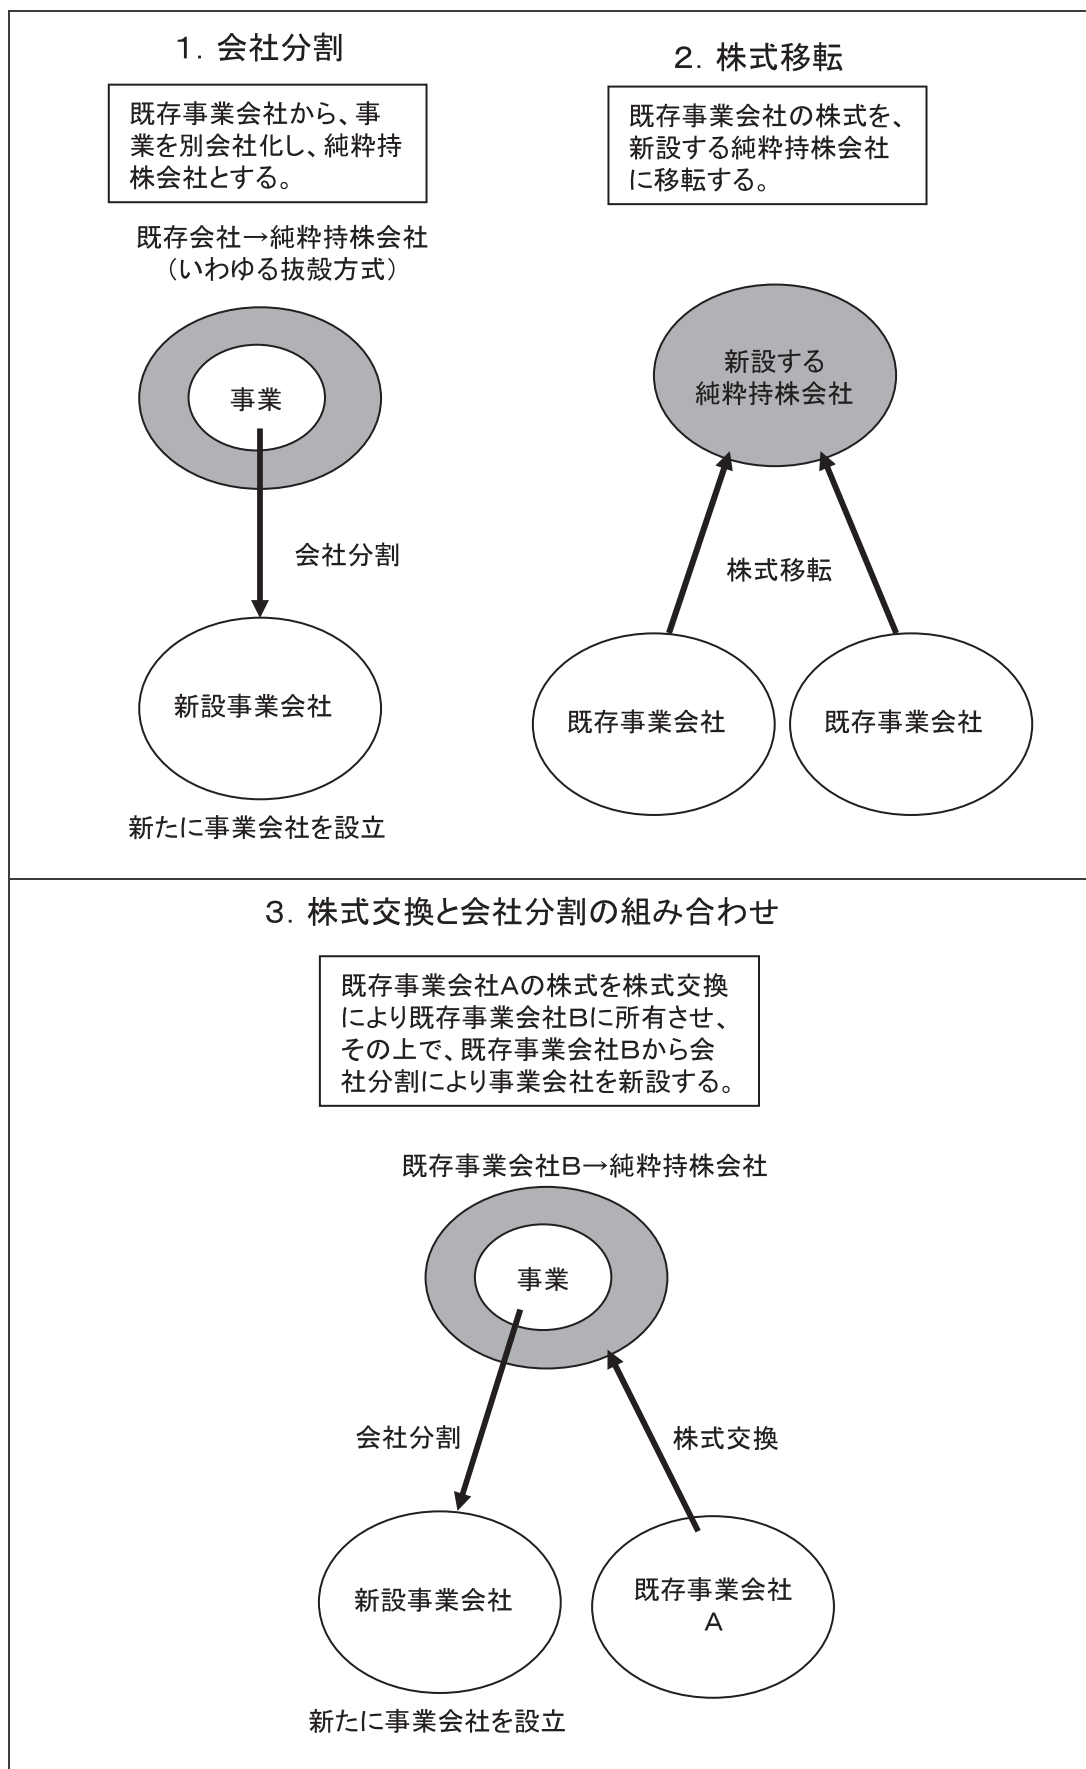 １．会社分割
既存事業会社から、事
業を別会社化し、純粋持
株会社とする。
既存会社→純粋持株会社
（いわゆる抜殻方式）
事業
会社分割
新設事業会社
新たに事業会社を設立
２．株式移転
既存事業会社の株式を、
新設する純粋持株会社
に移転する。
新設する
純粋持株会社
株式移転
既存事業会社
既存事業会社
３．株式交換と会社分割の組み合わせ
既存事業会社Ａの株式を株式交換
により既存事業会社Ｂに所有させ、
その上で、既存事業会社Ｂから会
社分割により事業会社を新設する。
既存事業会社Ｂ→純粋持株会社
事業
会社分割
株式交換
新設事業会社
既存事業会社
Ａ
新たに事業会社を設立